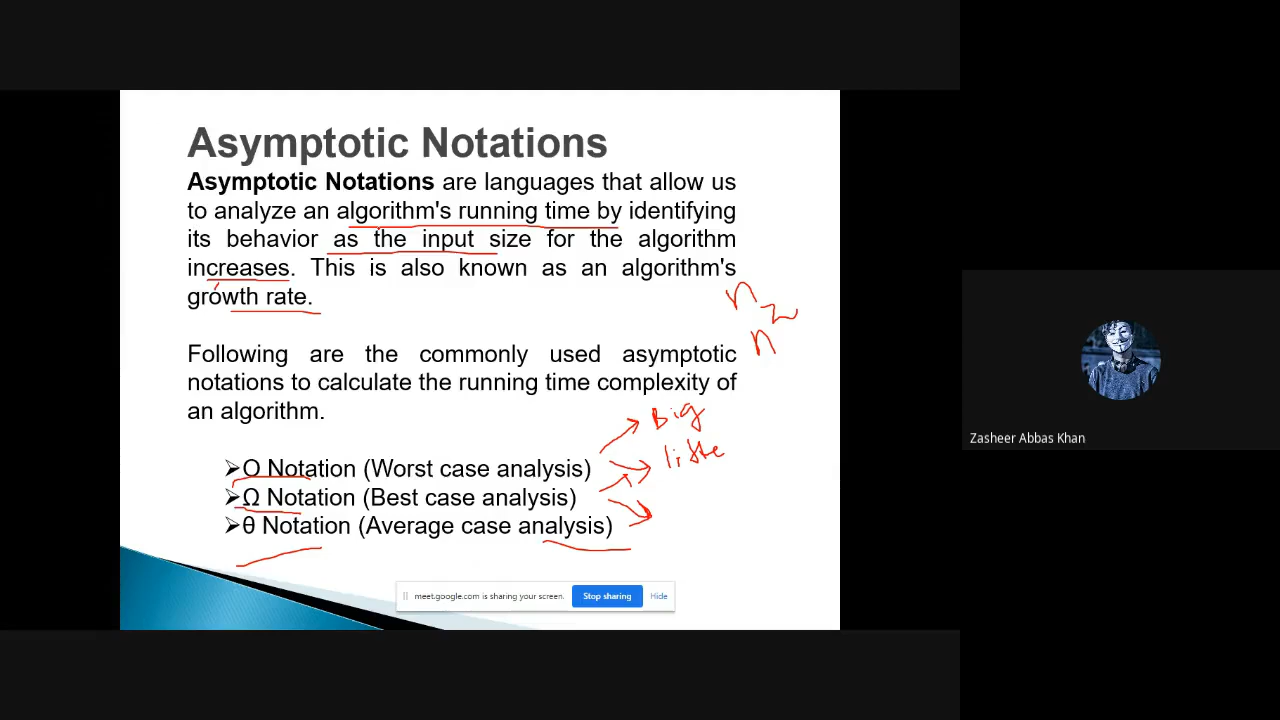 Asymptotic Notations
Asymptotic Notations are languages that allow us
to analyze an algorithm's running time by identifying
its behavior as the input size for the algorithm
increases. This is also known as an algorithm's
growth rate.
n
2
n
Following are the commonly used asymptotic
notations to calculate the running time complexity of
an algorithm.
Big
little
➢O Notation (Worst case analysis)
➢Ω Notation (Best case analysis)
➢θ Notation (Average case analysis)
meet.google.com is sharing your screen. Stop sharing Hide
Zasheer Abbas Khan